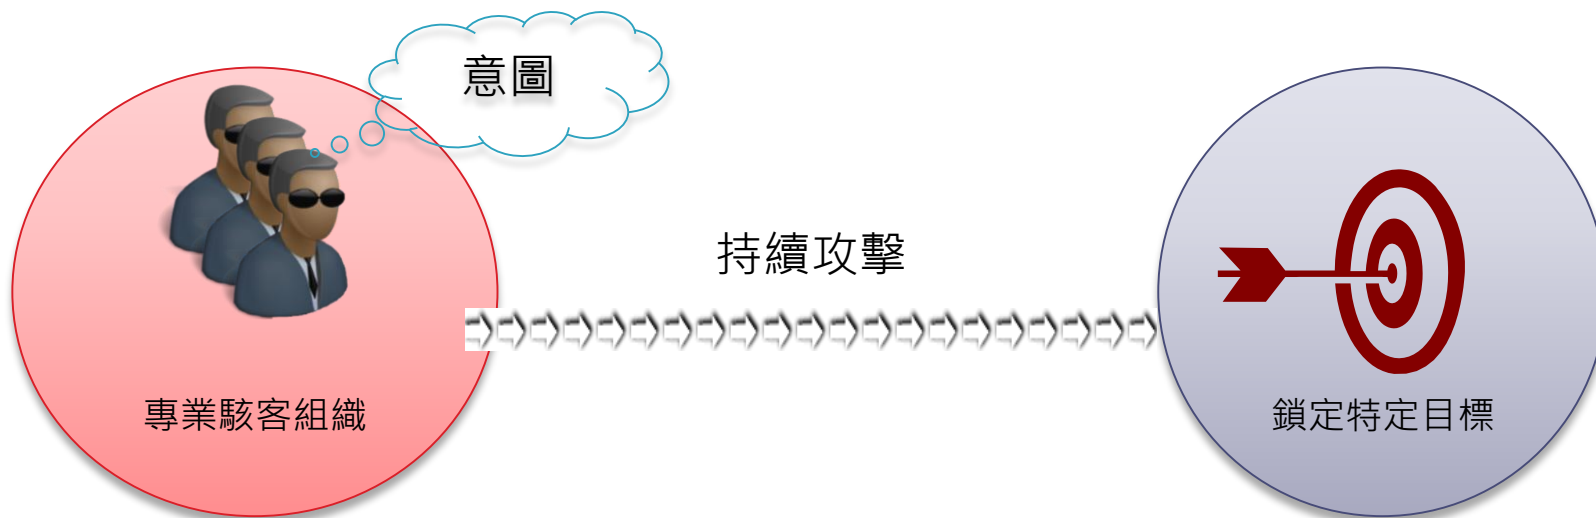 意圖
持續攻擊
專業駭客組織
鎖定特定目標